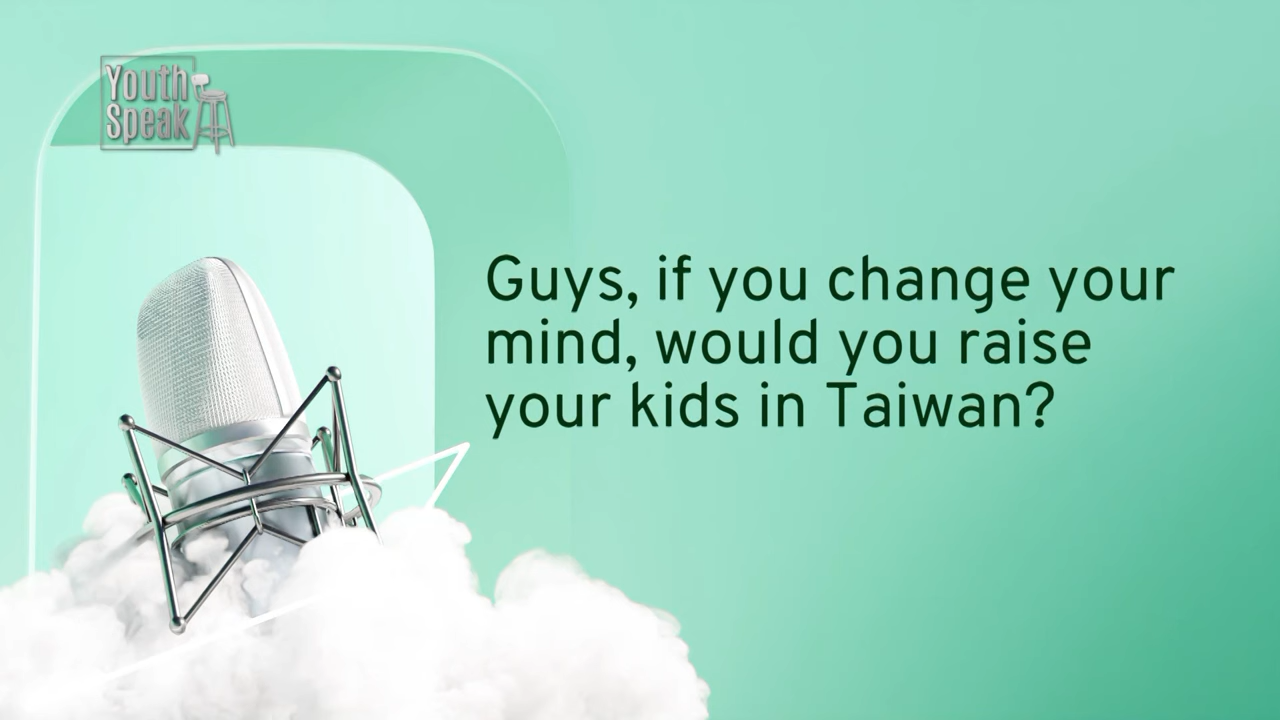 Youth
Speak
Guys, if you change your
mind, would you raise
your kids in Taiwan?